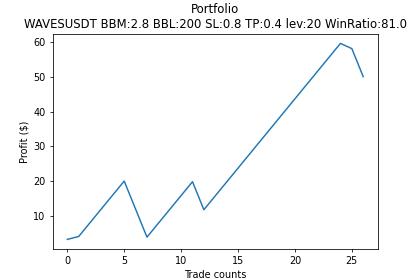 Portfolio
WAVESUSDT BBM:2.8 BBL:200 SL:0.8 TP:0.4 lev:20 WinRatio:81.0
60
50
40
30
20
10
Profit ($)
0 5 10 15 20 25
Trade counts